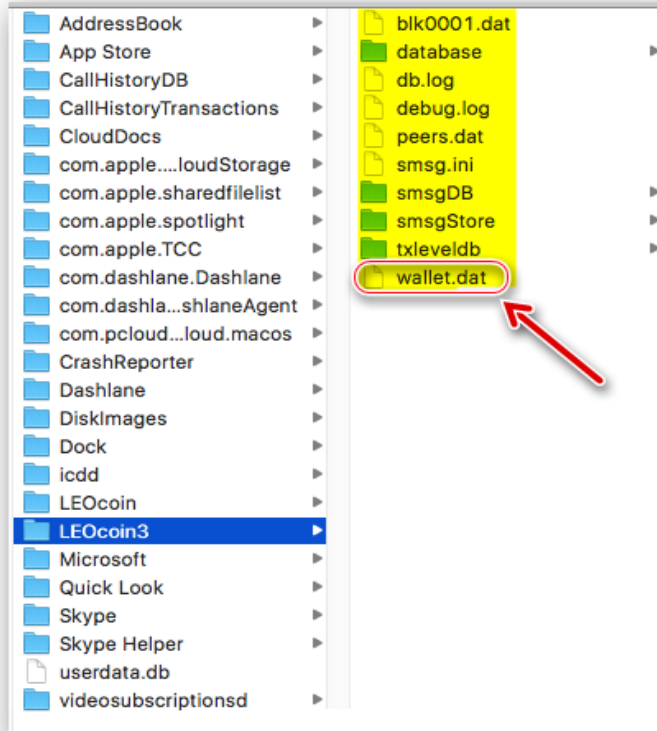 AddressBook
App Store
CallHistoryDB
CallHistoryTransactions
CloudDocs
com.apple....loudStorage
com.apple.sharedfilelist
com.apple.spotlight
com.apple.TCC
com.dashlane.Dashlane
com.dashla...shlaneAgent
com.pcloud...loud.macos
CrashReporter
Dashlane
DiskImages
Dock
icdd
LEOcoin
LEOcoin3
Microsoft
Quick Look
Skype
Skype Helper
userdata.db
videosubscriptionsd
blk0001.dat
database
db.log
debug.log
peers.dat
smsg.ini
smsgDB
smsgStore
txleveldb
wallet.dat